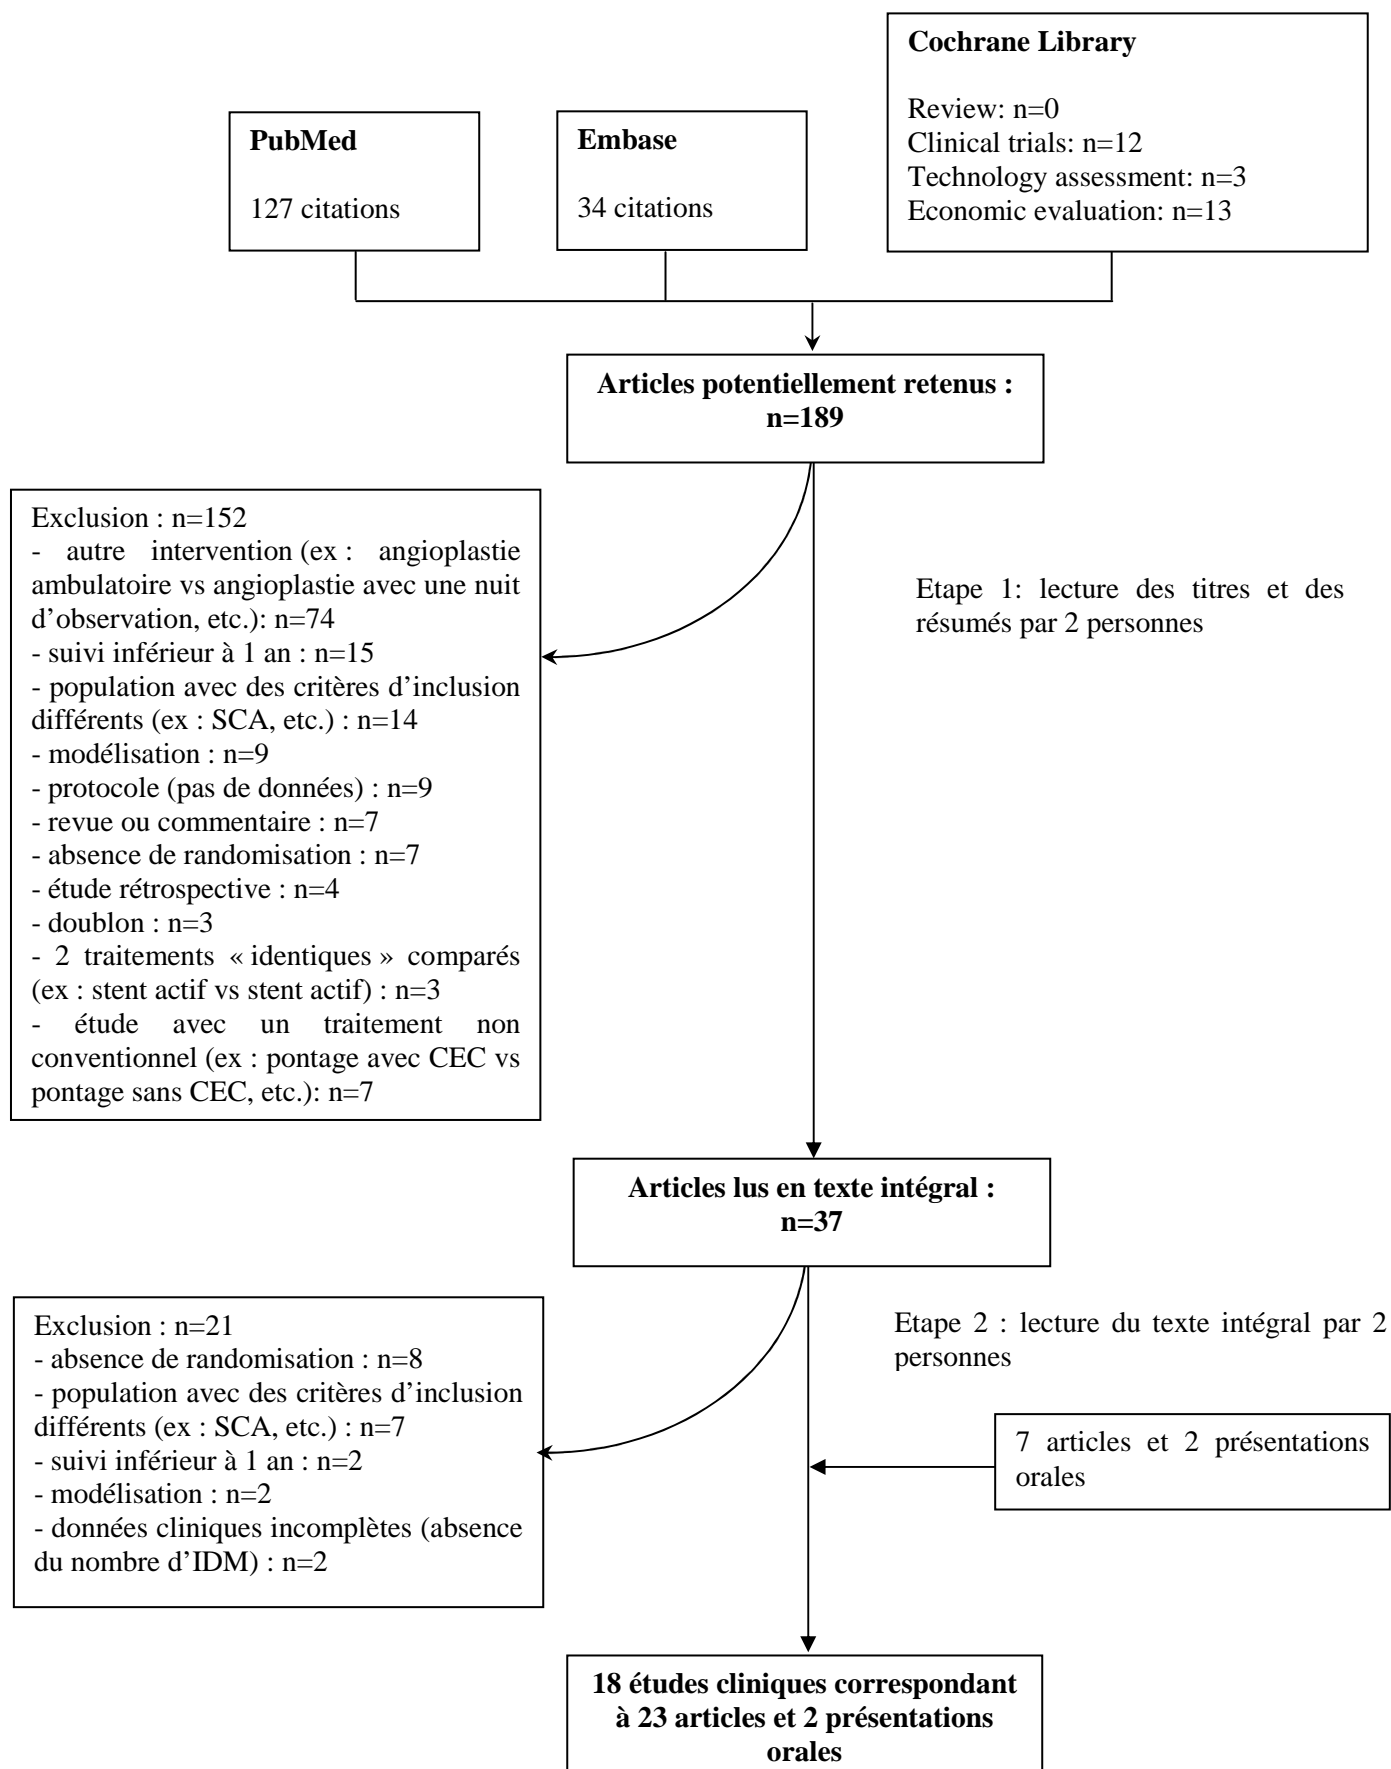 PubMed
127 citations
Embase
34 citations
Cochrane Library
Review: n=0
Clinical trials: n=12
Technology assessment: n=3
Economic evaluation: n=13
Articles potentiellement retenus :
n=189
Exclusion : n=152
- autre intervention (ex : angioplastie
ambulatoire vs angioplastie avec une nuit
d’observation, etc.): n=74
- suivi inférieur à 1 an : n=15
- population avec des critères d’inclusion
différents (ex : SCA, etc.) : n=14
- modélisation : n=9
- protocole (pas de données) : n=9
- revue ou commentaire : n=7
- absence de randomisation : n=7
- étude rétrospective : n=4
- doublon : n=3
- 2 traitements « identiques » comparés
(ex : stent actif vs stent actif) : n=3
- étude avec un traitement non
conventionnel (ex : pontage avec CEC vs
pontage sans CEC, etc.): n=7
Etape 1: lecture des titres et des
résumés par 2 personnes
Articles lus en texte intégral :
n=37
Exclusion : n=21
- absence de randomisation : n=8
- population avec des critères d’inclusion
différents (ex : SCA, etc.) : n=7
- suivi inférieur à 1 an : n=2
- modélisation : n=2
- données cliniques incomplètes (absence
du nombre d’IDM) : n=2
Etape 2 : lecture du texte intégral par 2
personnes
7 articles et 2 présentations
orales
18 études cliniques correspondant
à 23 articles et 2 présentations
orales